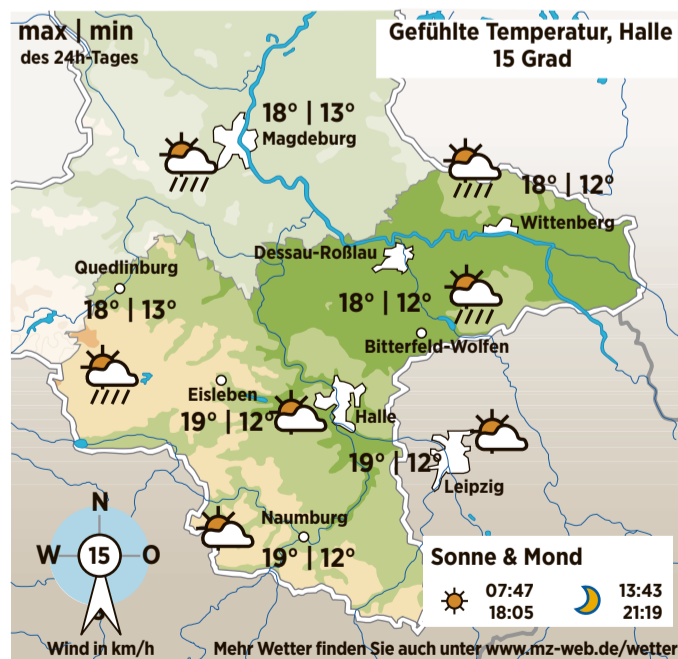 max | min
des 24h-Tages
Gefühlte Temperatur, Halle
15 Grad
18° | 13°
Magdeburg
18° | 12°
Wittenberg
Dessau-Roßlau
Quedlinburg
18° | 13°
18° | 12°
Bitterfeld-Wolfen
Eisleben
19° | 12°
Halle
19° | 12°
Leipzig
Naumburg
19° | 12°
N
W
15
O
S
Wind in km/h
Sonne & Mond
07:47
18:05
13:43
21:19
Mehr Wetter finden Sie auch unter www.mz-web.de/wetter